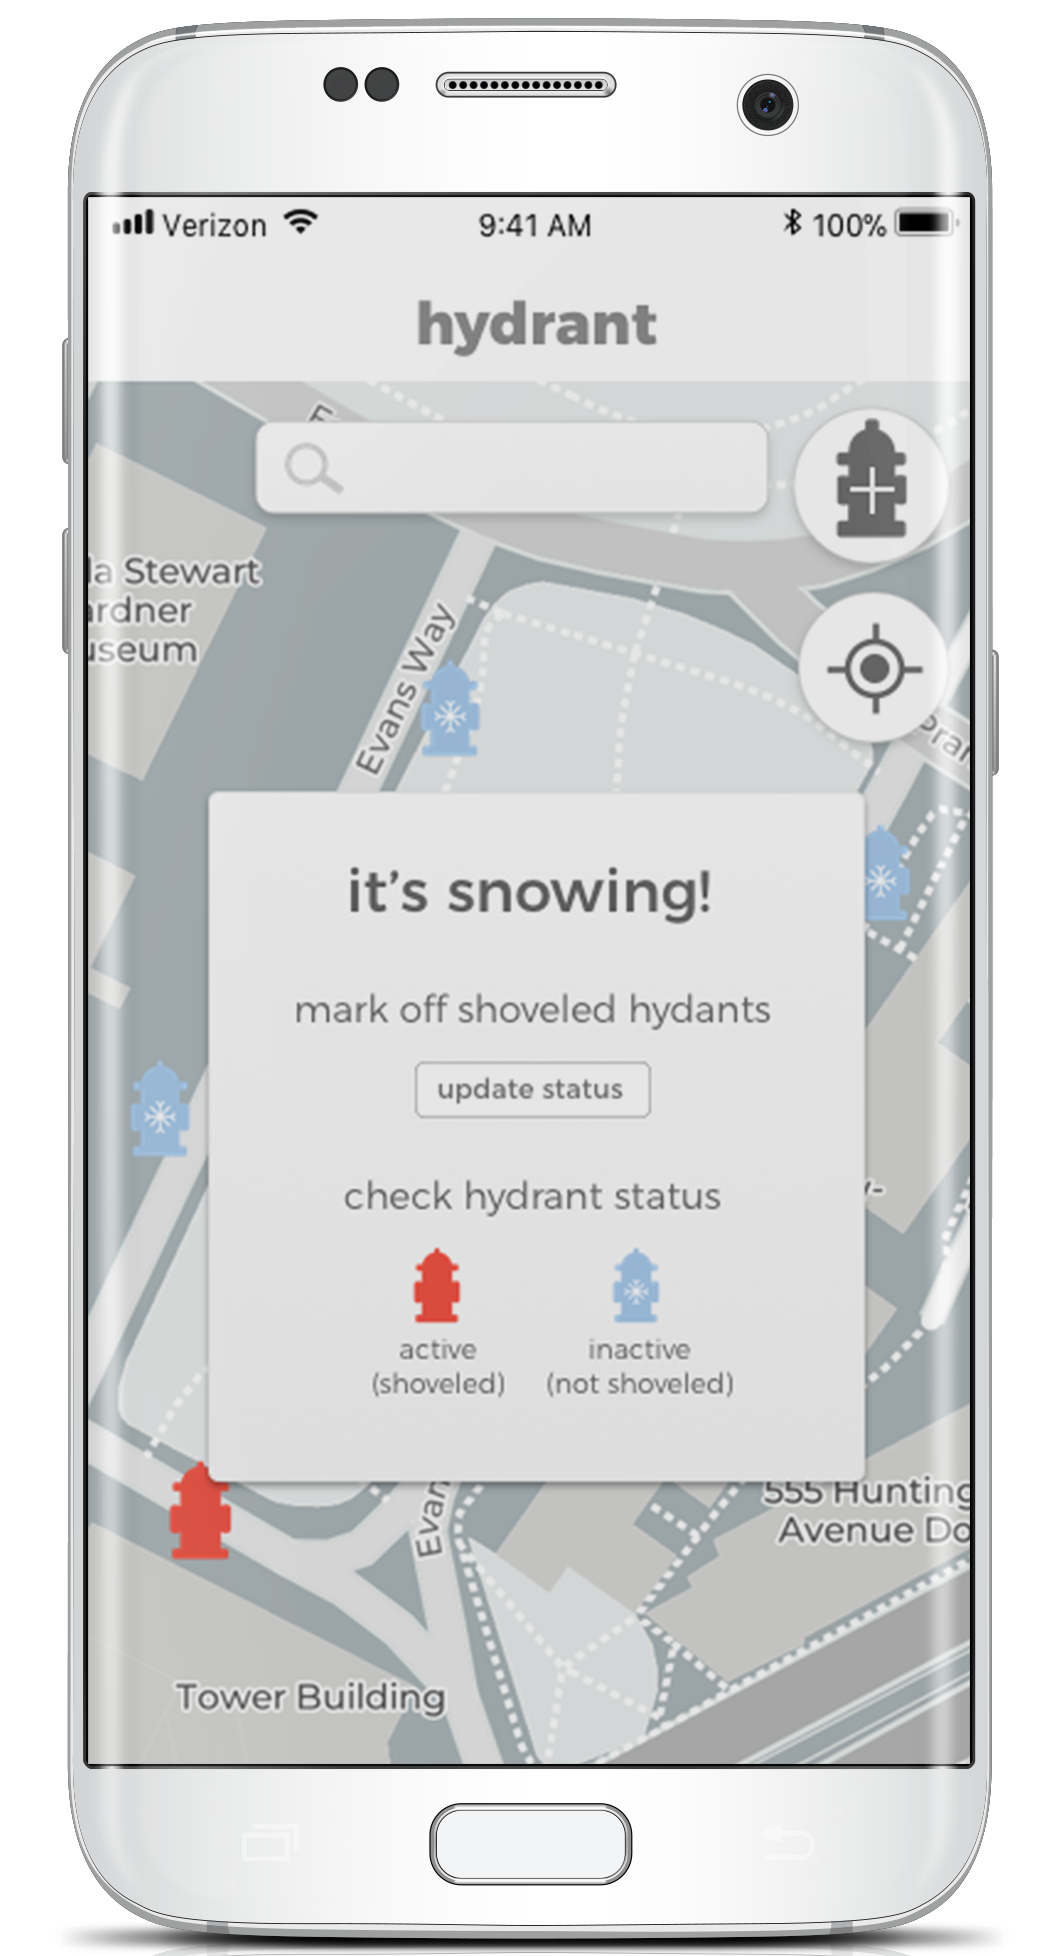 Verizon 9:41 AM 100%
hydrant
la Stewart
ardner
useum
Evans Way
it's snowing!
mark off shoveled hydants
update status
check hydrant status
active
(shoveled)
inactive
(not shoveled)
Evan
555 Hunting
Avenue Do
Tower Building